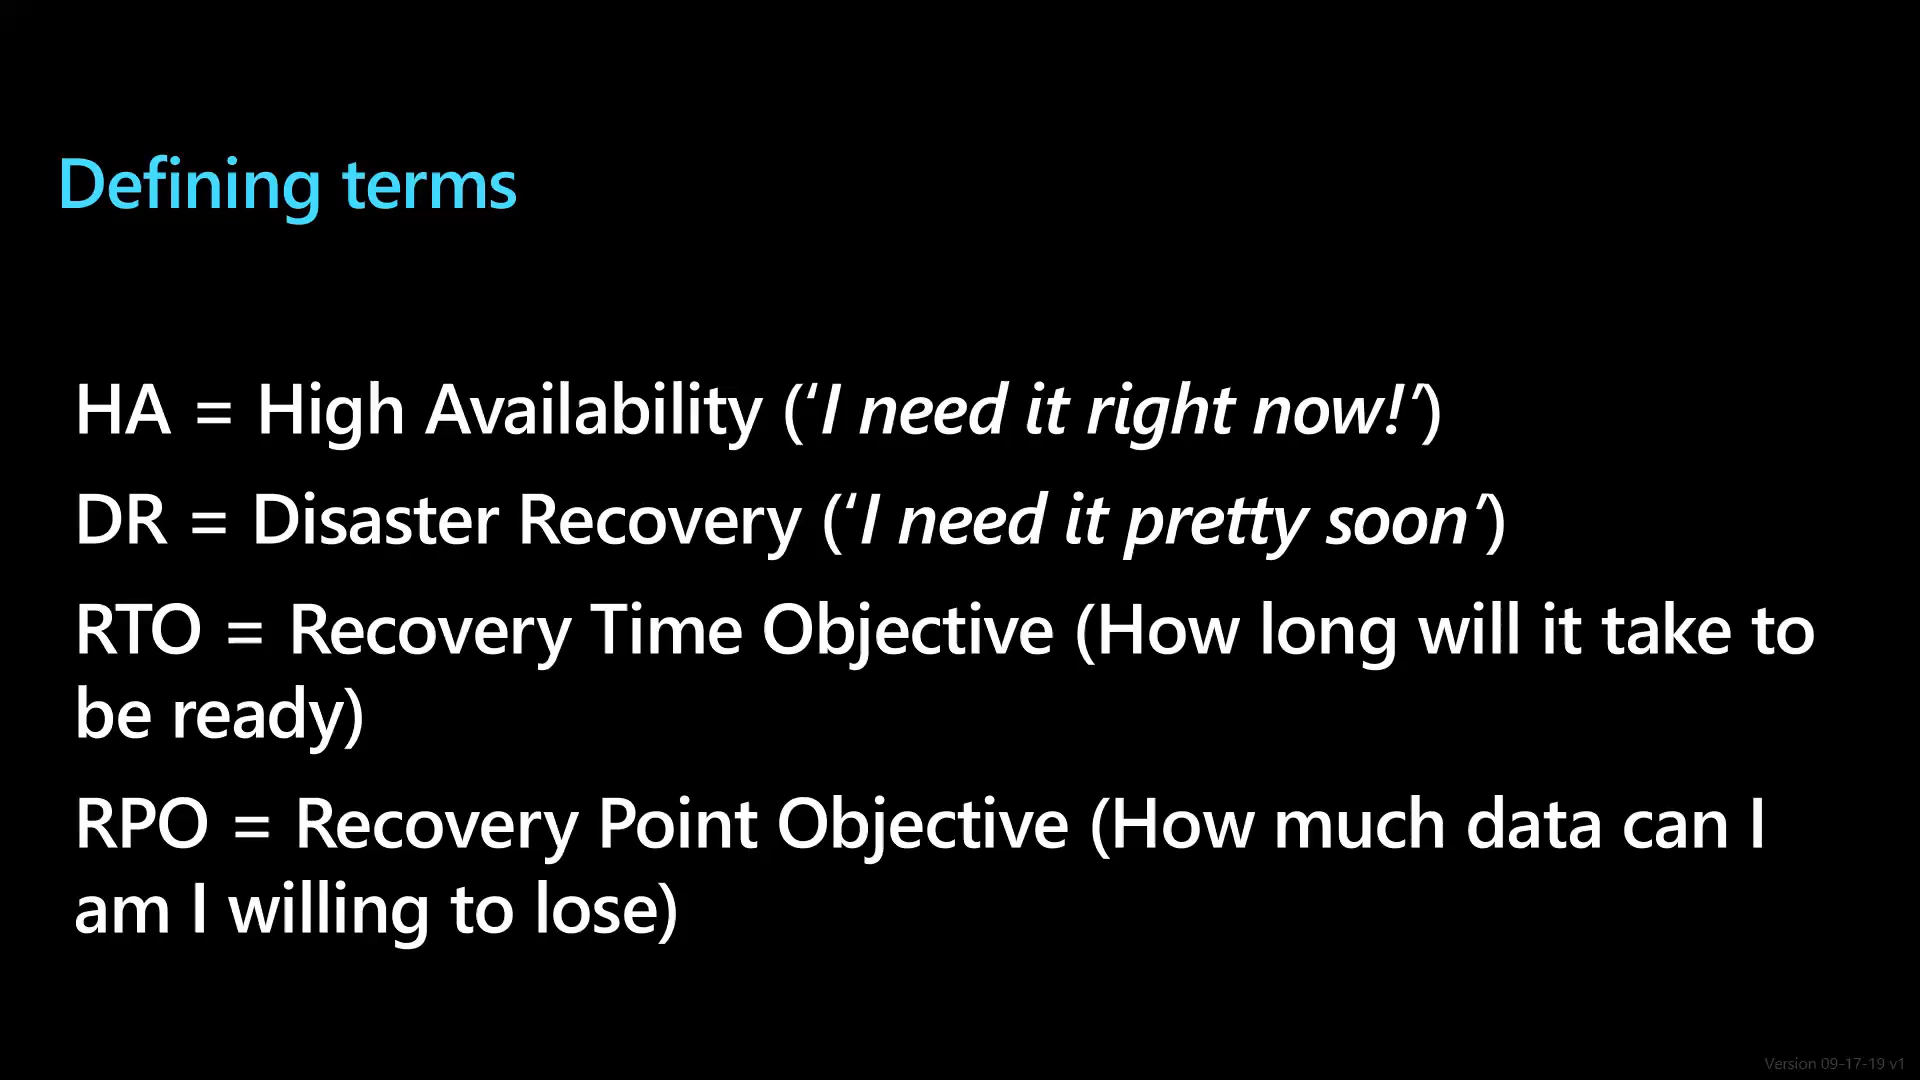 Defining terms
HA = High Availability (‘I need it right now!’)
DR = Disaster Recovery (‘I need it pretty soon’)
RTO = Recovery Time Objective (How long will it take to
be ready)
RPO = Recovery Point Objective (How much data can I
am I willing to lose)
Version 09-17-19 v1